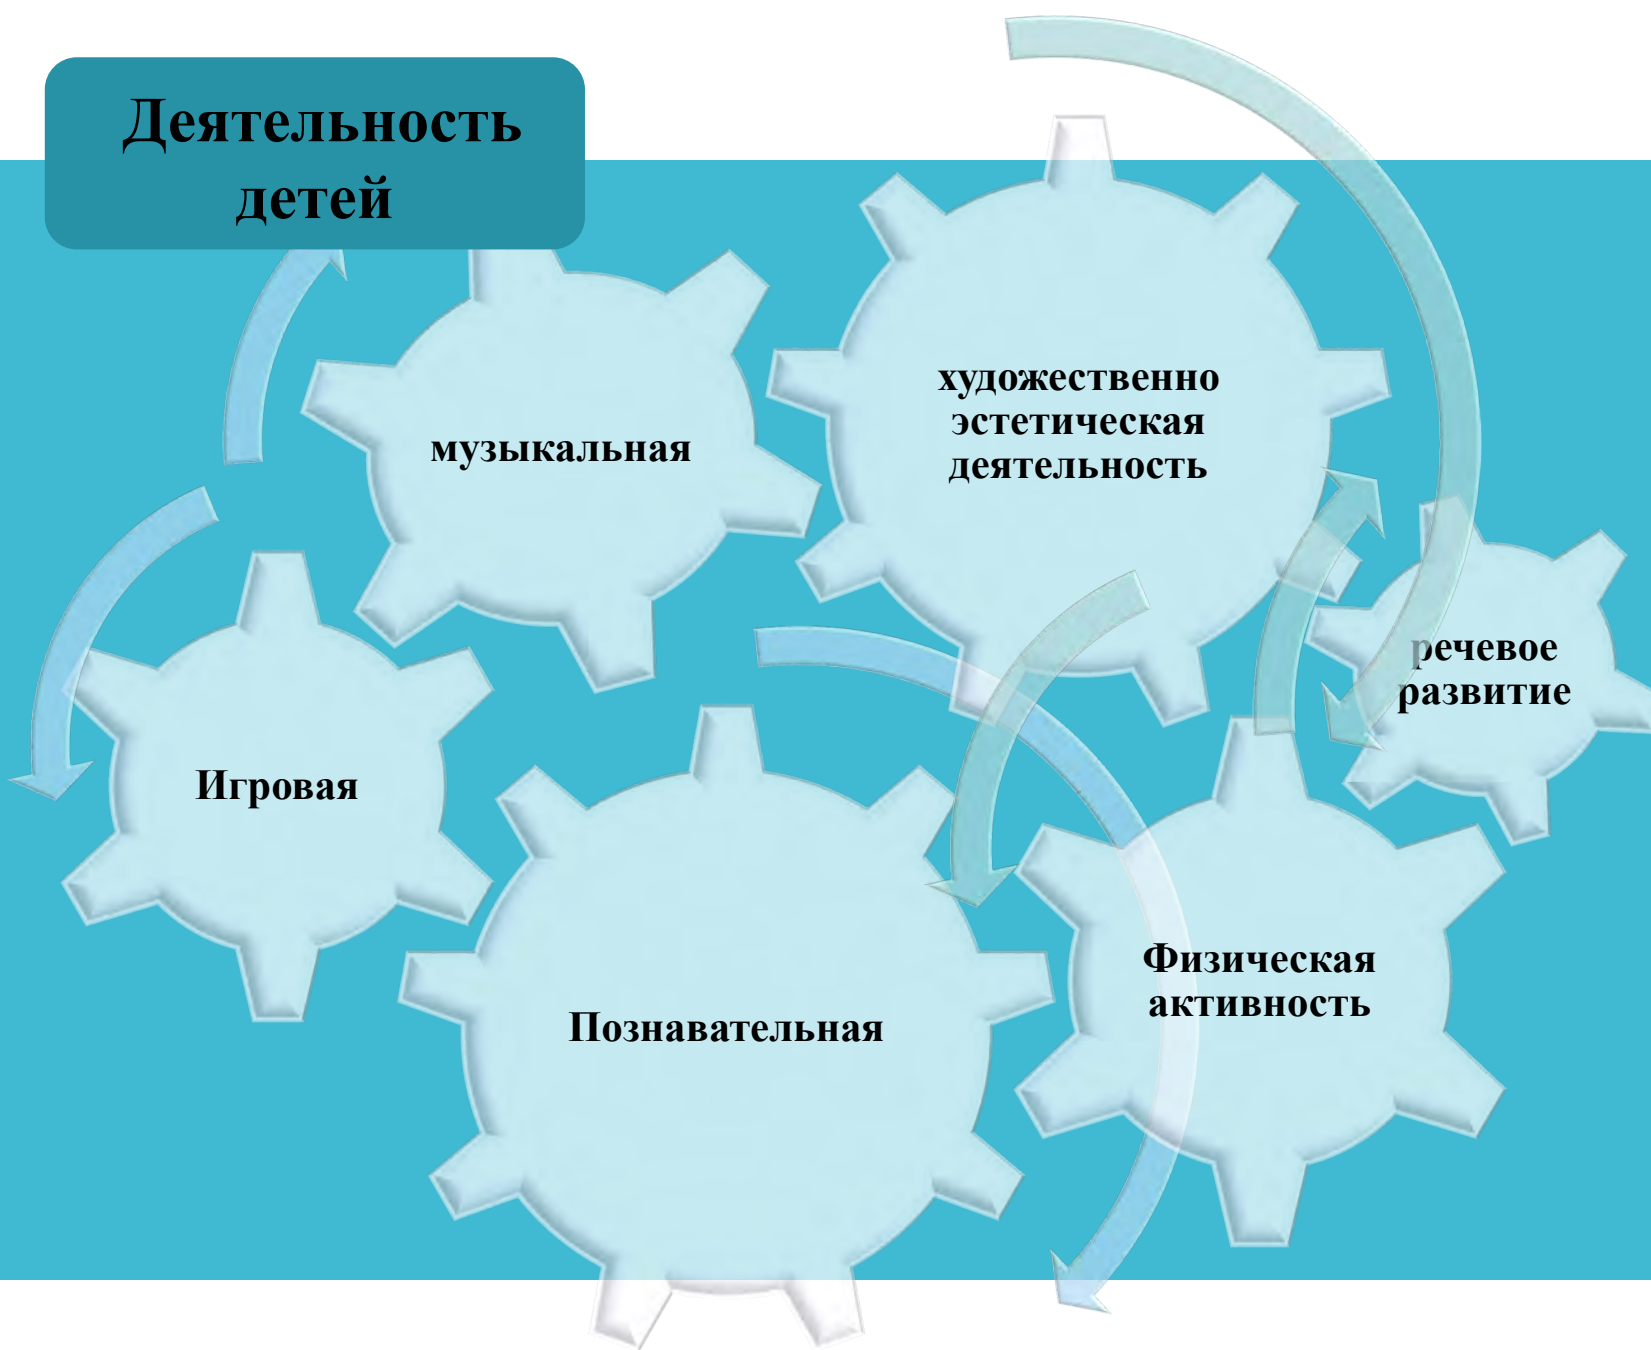 Деятельность
детей
музыкальная
художественно
эстетическая
деятельность
речевое
развитие
Игровая
Познавательная
Физическая
активность